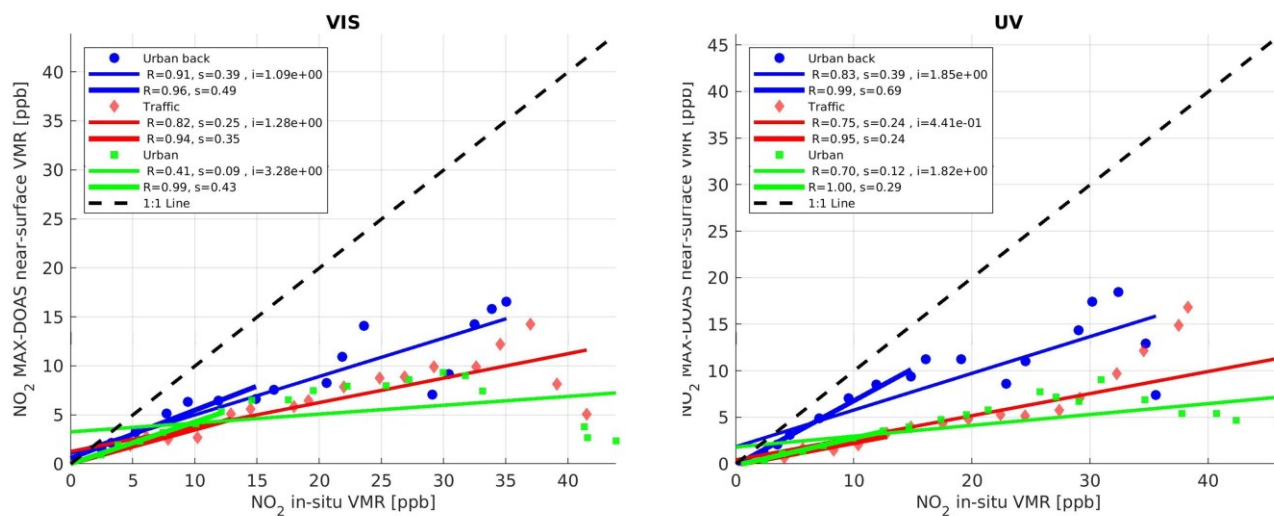 VIS
NO2 MAX-DOAS near-surface VMR [ppb]
40
35
30
25
20
15
10
5
0
Urban back
R=0.91, s=0.39 , i=1.09e+00
R=0.96, s=0.49
Traffic
R=0.82, s=0.25 , i=1.28e+00
R=0.94, s=0.35
Urban
R=0.41, s=0.09 , i=3.28e+00
R=0.99, s=0.43
1:1 Line
0 5 10 15 20 25 30 35 40
NO2 in-situ VMR [ppb]
UV
NO2 MAX-DOAS near-surface VMR [ppb]
45
40
35
30
25
20
15
10
5
0
Urban back
R=0.83, s=0.39 , i=1.85e+00
R=0.99, s=0.69
Traffic
R=0.75, s=0.24 , i=4.41e-01
R=0.95, s=0.24
Urban
R=0.70, s=0.12 , i=1.82e+00
R=1.00, s=0.29
1:1 Line
0 10 20 30 40
NO2 in-situ VMR [ppb]